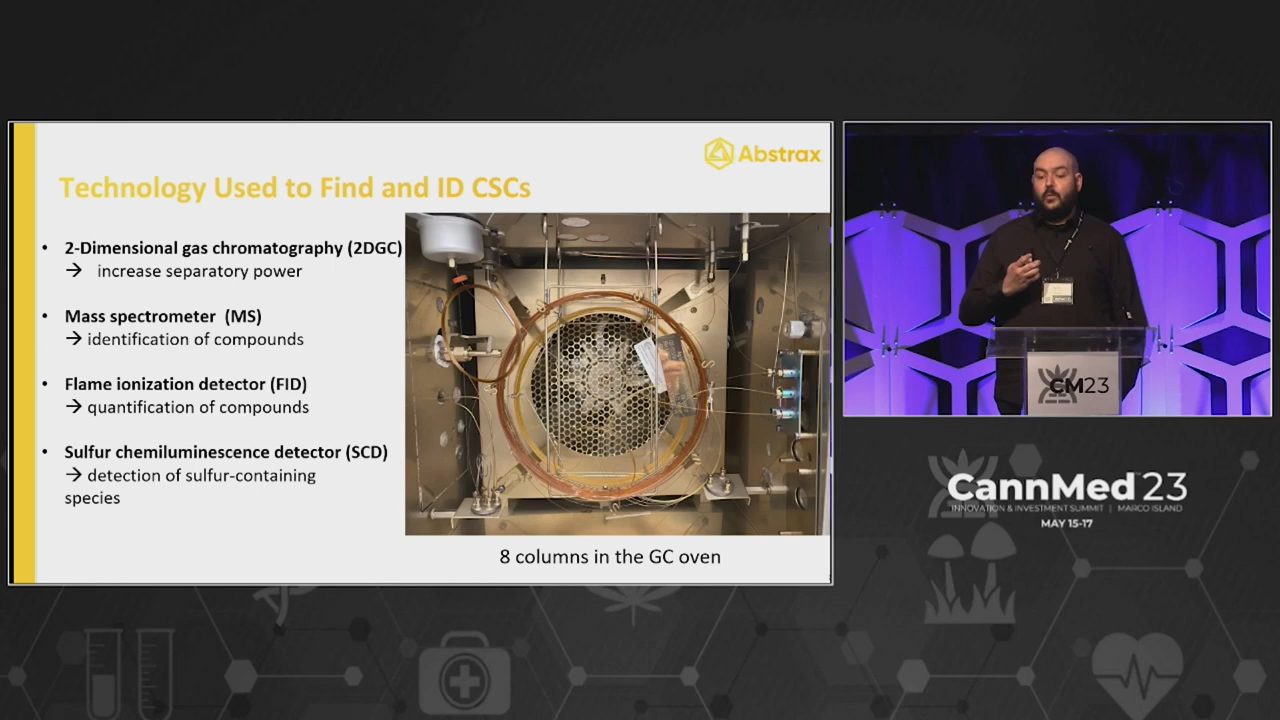 Abstrax
Technology Used to Find and ID CSCs
• 2-Dimensional gas chromatography (2DGC)
→ increase separatory power
• Mass spectrometer (MS)
→ identification of compounds
• Flame ionization detector (FID)
→ quantification of compounds
• Sulfur chemiluminescence detector (SCD)
→ detection of sulfur-containing
species
8 columns in the GC oven
CM23
CannMed 23
INNOVATION & INVESTMENT SUMMIT | MARCO ISLAND
MAY 15-17